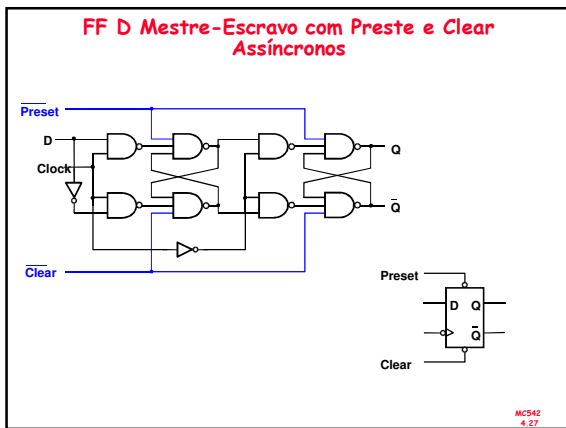 FF D Mestre-Escravo com Preste e Clear
Assíncronos
Preset
D
Clock
Q
Q
Clear
Preset
D Q
Q
Clear
MC542
4.27